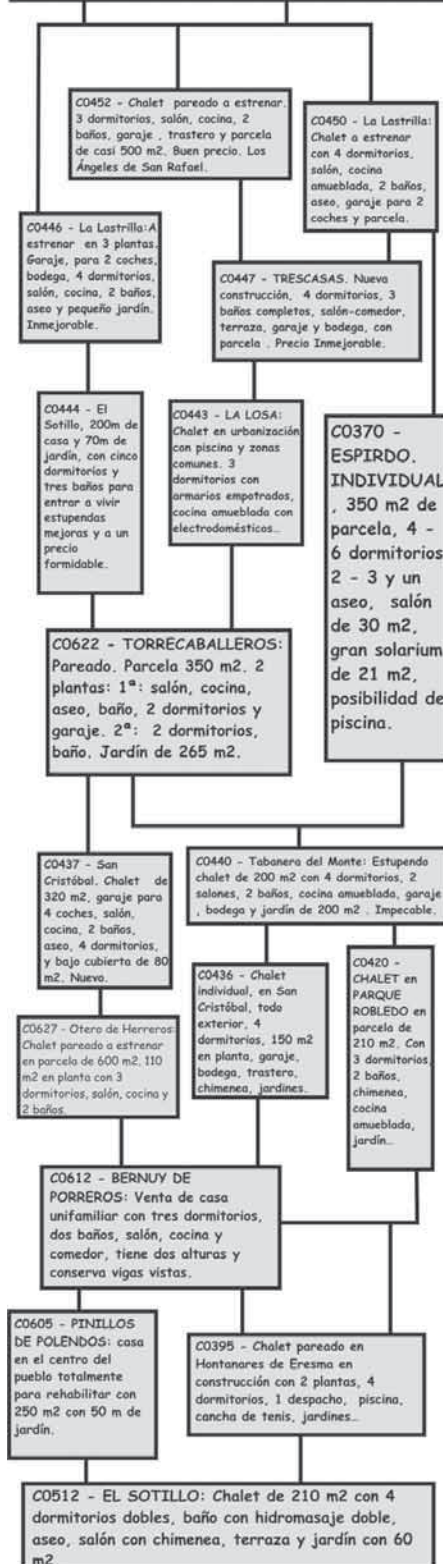 C0452 - Chalet pareado a estrenar.
3 dormitorios, salón, cocina, 2
baños, garaje , trastero y parcela
de casi 500 m2. Buen precio. Los
Ángeles de San Rafael.
C0450 - La Lastrilla:
Chalet a estrenar
con 4 dormitorios,
salón, cocina
amueblada, 2 baños,
aseo, garaje para 2
coches y parcela.
C0446 - La Lastrilla:A
estrenar en 3 plantas.
Garaje, para 2 coches,
bodega, 4 dormitorios,
salón, cocina, 2 baños,
aseo y pequeño jardín.
Inmejorable.
C0447 - TRESCASAS. Nueva
construcción, 4 dormitorios, 3
baños completos, salón-comedor,
terraza, garaje y bodega, con
parcela . Precio Inmejorable.
C0444 - El
Sotillo, 200m de
casa y 70m de
jardín, con cinco
dormitorios y
tres baños para
entrar a vivir
estupendas
mejoras y a un
precio
formidable.
C0443 - LA LOSA:
Chalet en urbanización
con piscina y zonas
comunes. 3
dormitorios con
armarios empotrados,
cocina amueblada con
electrodomésticos…
C0370 -
ESPIRDO.
INDIVIDUAL
, 350 m2 de
parcela, 4 -
6 dormitorios
2 - 3 y un
aseo, salón
de 30 m2,
gran solarium
de 21 m2,
posibilidad de
piscina.
C0622 - TORRECABALLEROS:
Pareado. Parcela 350 m2. 2
plantas: 1ª: salón, cocina,
aseo, baño, 2 dormitorios y
garaje. 2ª: 2 dormitorios,
baño. Jardín de 265 m2.
C0437 - San
Cristóbal. Chalet de
320 m2, garaje para
4 coches, salón,
cocina, 2 baños,
aseo, 4 dormitorios,
y bajo cubierta de 80
m2. Nuevo.
C0440 - Tabanera del Monte: Estupendo
chalet de 200 m2 con 4 dormitorios, 2
salones, 2 baños, cocina amueblada, garaje
, bodega y jardín de 200 m2 . Impecable.
C0436 - Chalet
individual, en San
Cristóbal, todo
exterior. 4
dormitorios, 150 m2
en planta, garaje,
bodega, trastero,
chimenea, jardines.
C0420 -
CHALET en
PARQUE
ROBLEDO en
parcela de
210 m2. Con
3 dormitorios,
2 baños,
chimenea,
cocina
amueblada,
jardín…
C0627 - Otero de Herreros:
Chalet pareado a estrenar
en parcela de 600 m2, 110
m2 en planta con 3
dormitorios, salón, cocina y
2 baños.
C0612 - BERNUY DE
PORREROS: Venta de casa
unifamiliar con tres dormitorios,
dos baños, salón, cocina y
comedor, tiene dos alturas y
conserva vigas vistas.
C0605 - PINILLOS
DE POLENDOS: casa
en el centro del
pueblo totalmente
para rehabilitar con
250 m2 con 50 m de
jardín.
C0395 - Chalet pareado en
Hontanares de Eresma en
construcción con 2 plantas, 4
dormitorios, 1 despacho, piscina,
cancha de tenis, jardines…
C0512 - EL SOTILLO: Chalet de 210 m2 con 4
dormitorios dobles, baño con hidromasaje doble,
aseo, salón con chimenea, terraza y jardín con 60
m2